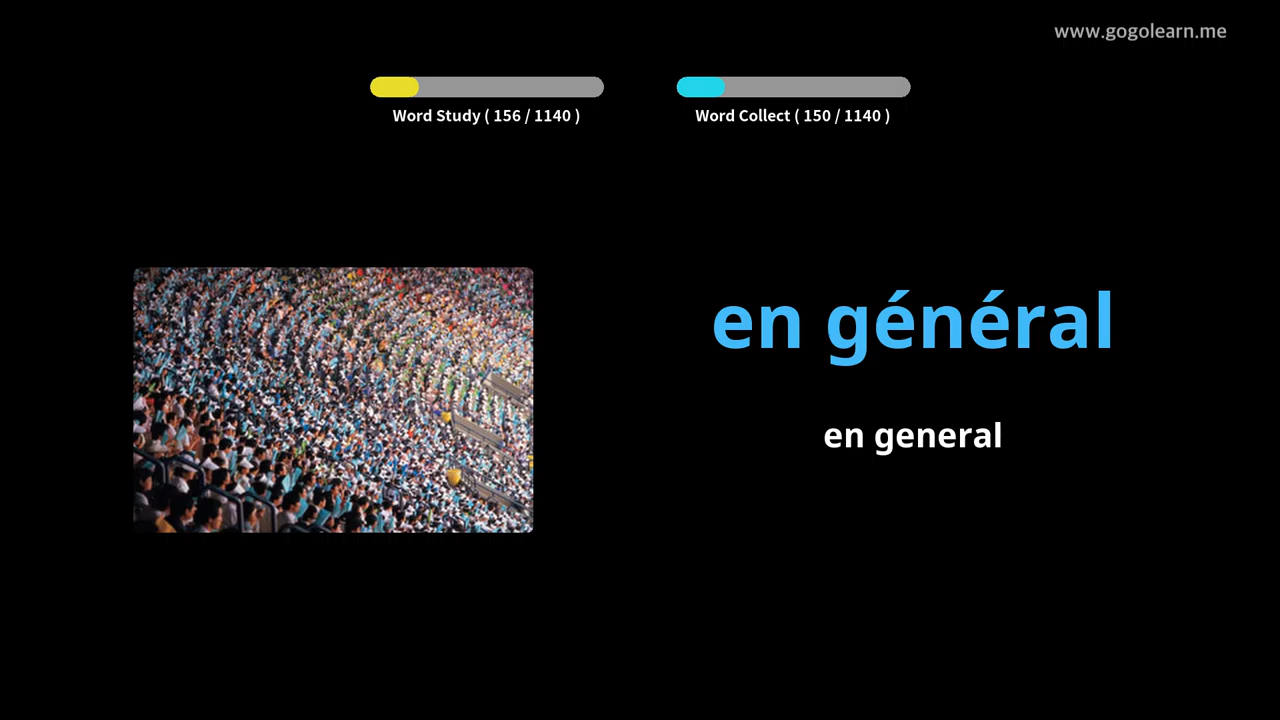 www.gogolearn.me
Word Study ( 156 / 1140 )
Word Collect ( 150 / 1140 )
en général
en general